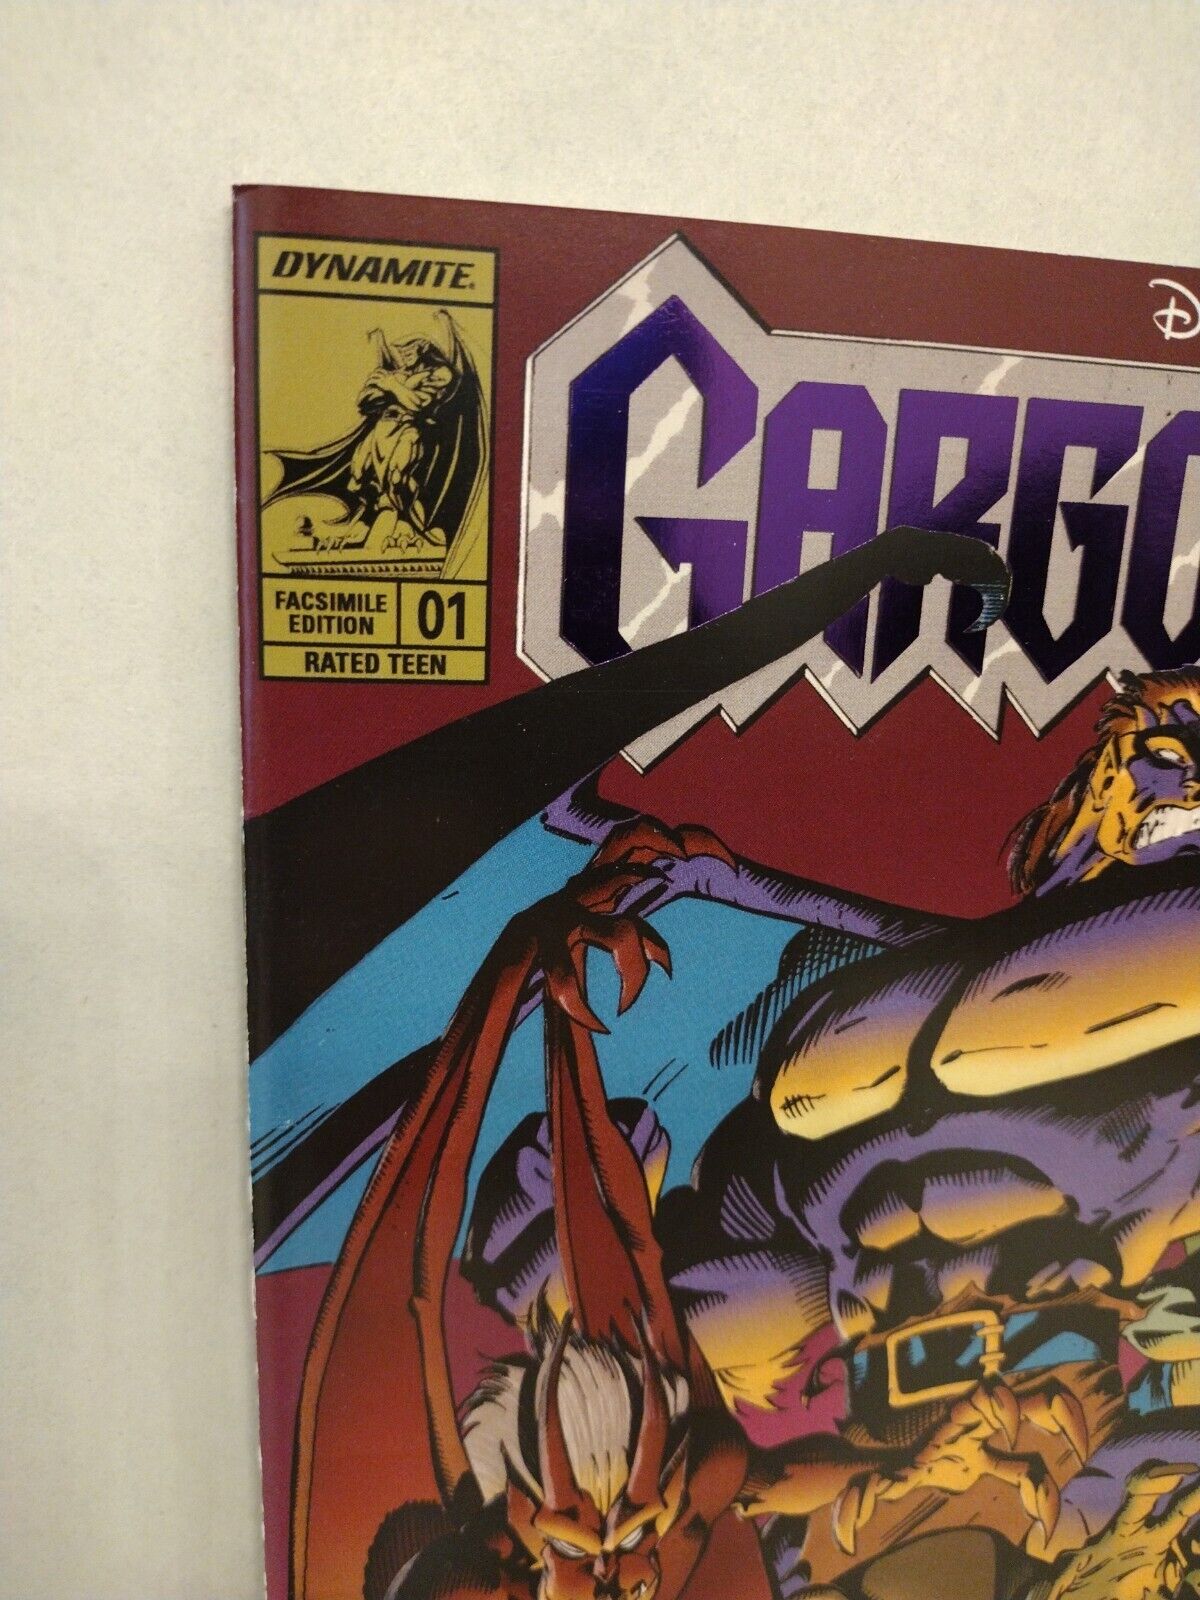 DYNAMITE.
D
GARGO
FACSIMILE
EDITION
01
RATED TEEN